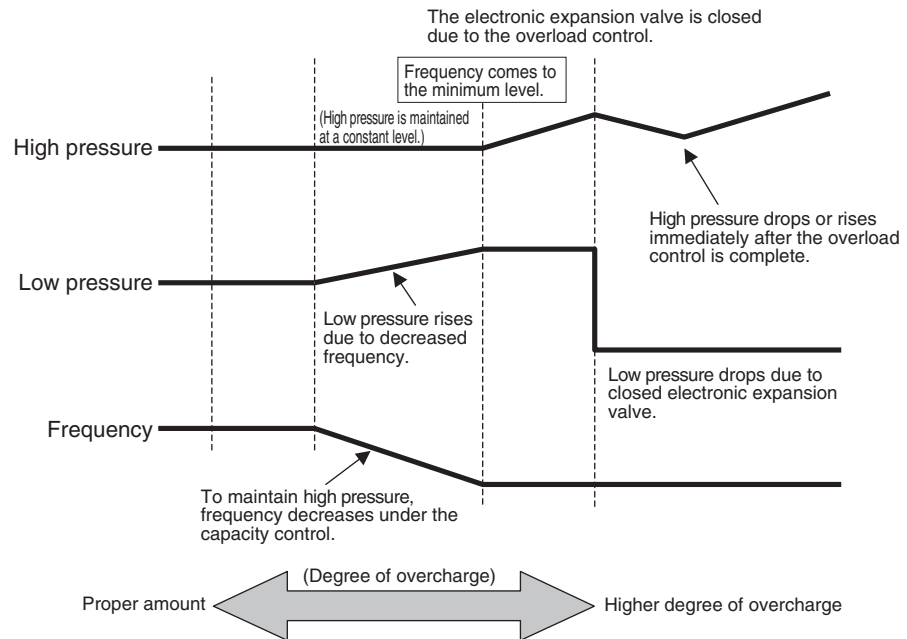 The electronic expansion valve is closed
due to the overload control.
Frequency comes to
the minimum level.
(High pressure is maintained
at a constant level.)
High pressure
High pressure drops or rises
immediately after the overload
control is complete.
Low pressure
Low pressure rises
due to decreased
frequency.
Low pressure drops due to
closed electronic expansion
valve.
Frequency
To maintain high pressure,
frequency decreases under the
capacity control.
(Degree of overcharge)
Proper amount
Higher degree of overcharge